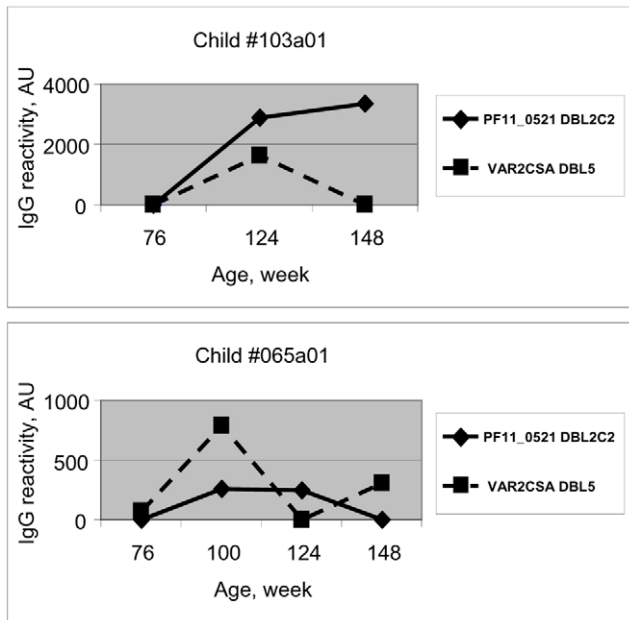 Child #103a01
IgG reactivity, AU
4000
2000
0
76 124 148
Age, week
PF11_0521 DBL2C2
VAR2CSA DBL5
Child #065a01
IgG reactivity, AU
1000
500
0
76 100 124 148
Age, week
PF11_0521 DBL2C2
VAR2CSA DBL5